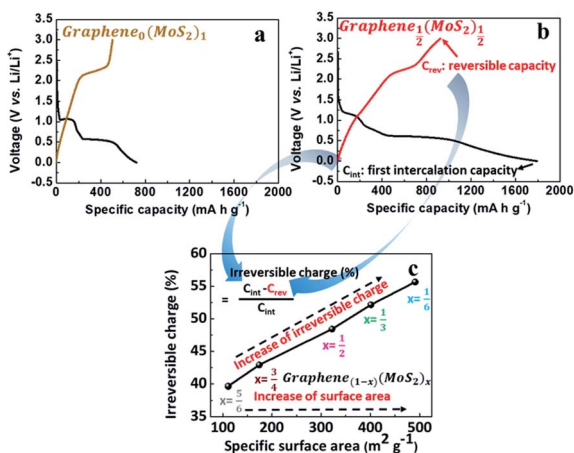 Graphene₀(MoS₂)₁
a
3.5
3.0
2.5
2.0
1.5
1.0
0.5
0.0
-0.5
Voltage (V vs. Li/Li⁺)
0 400 800 1200 1600 2000
Specific capacity (mA h g⁻¹)
Graphene½(MoS₂)½
b
C_rev: reversible capacity
3.5
3.0
2.5
2.0
1.5
1.0
0.5
0.0
-0.5
Voltage (V vs. Li/Li⁺)
C_int: first intercalation capacity
0 400 800 1200 1600 2000
Specific capacity (mA h g⁻¹)
c
60
55
50
45
40
35
Irreversible charge (%)
Irreversible charge (%)
= (C_int-C_rev)/C_int
Increase of irreversible charge
x= 1/6
x= 1/3
x= 1/2
x= 3/4
Graphene₍₁₋ₓ₎(MoS₂)ₓ
x= 5/6
Increase of surface area
100 200 300 400 500
Specific surface area (m² g⁻¹)